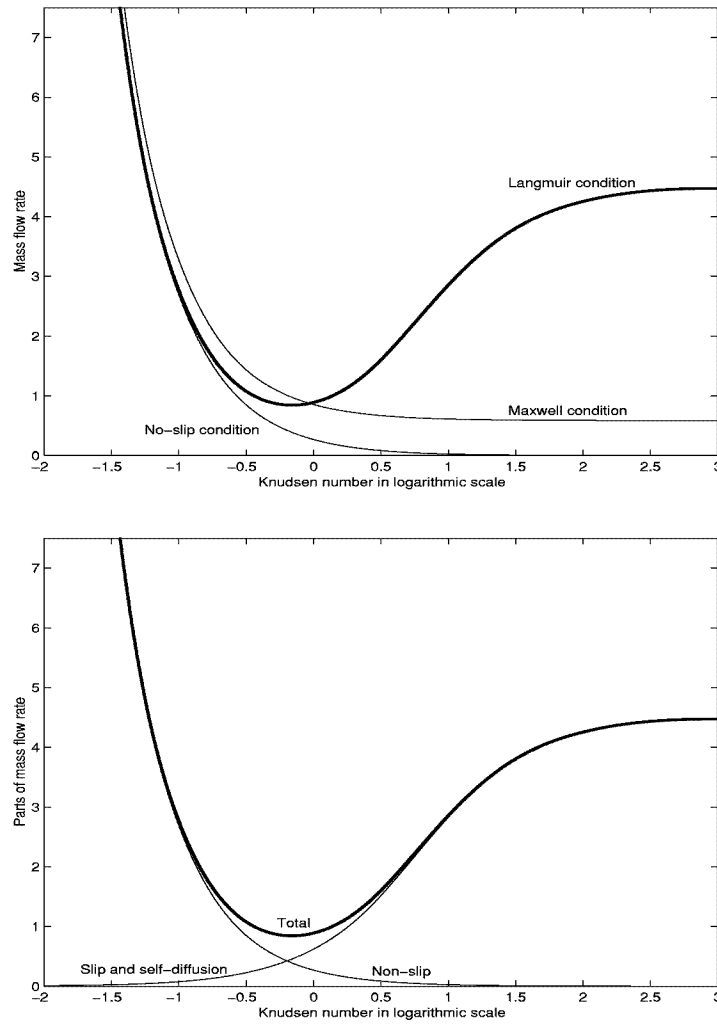 7
6
5
4
3
2
1
0
Mass flow rate
Langmuir condition
Maxwell condition
No-slip condition
-2 -1.5 -1 -0.5 0 0.5 1 1.5 2 2.5 3
Knudsen number in logarithmic scale
7
6
5
4
3
2
1
0
Parts of mass flow rate
Total
Slip and self-diffusion
Non-slip
-2 -1.5 -1 -0.5 0 0.5 1 1.5 2 2.5 3
Knudsen number in logarithmic scale